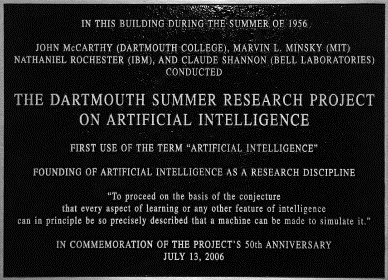 IN THIS BUILDING DURING THE SUMMER OF 1956
JOHN McCARTHY (DARTMOUTH COLLEGE), MARVIN L. MINSKY (MIT)
NATHANIEL ROCHESTER (IBM), AND CLAUDE SHANNON (BELL LABORATORIES)
CONDUCTED
THE DARTMOUTH SUMMER RESEARCH PROJECT
ON ARTIFICIAL INTELLIGENCE
FIRST USE OF THE TERM “ARTIFICIAL INTELLIGENCE”
FOUNDING OF ARTIFICIAL INTELLIGENCE AS A RESEARCH DISCIPLINE
“To proceed on the basis of the conjecture
that every aspect of learning or any other feature of intelligence
can in principle be so precisely described that a machine can be made to simulate it.”
IN COMMEMORATION OF THE PROJECT'S 50th ANNIVERSARY
JULY 13, 2006